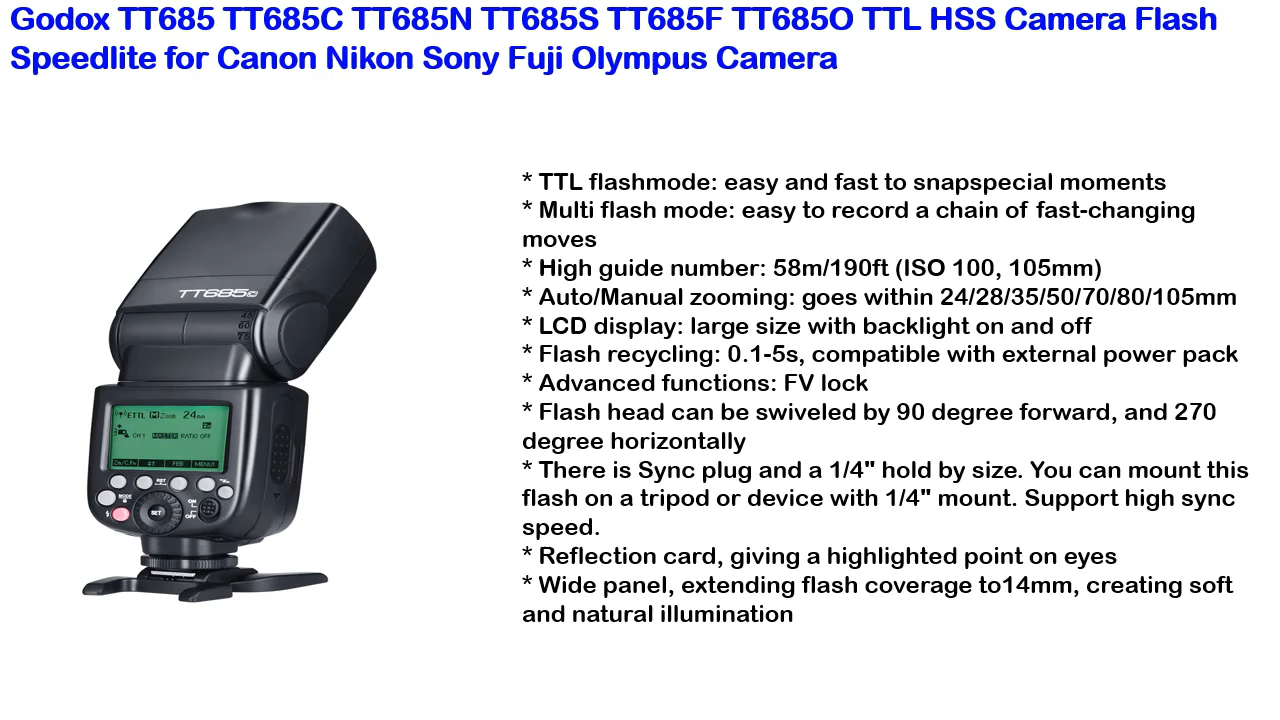 Godox TT685 TT685C TT685N TT685S TT685F TT685O TTL HSS Camera Flash
Speedlite for Canon Nikon Sony Fuji Olympus Camera
* TTL flashmode: easy and fast to snapspecial moments
* Multi flash mode: easy to record a chain of fast-changing
moves
* High guide number: 58m/190ft (ISO 100, 105mm)
* Auto/Manual zooming: goes within 24/28/35/50/70/80/105mm
* LCD display: large size with backlight on and off
* Flash recycling: 0.1-5s, compatible with external power pack
* Advanced functions: FV lock
* Flash head can be swiveled by 90 degree forward, and 270
degree horizontally
* There is Sync plug and a 1/4" hold by size. You can mount this
flash on a tripod or device with 1/4" mount. Support high sync
speed.
* Reflection card, giving a highlighted point on eyes
* Wide panel, extending flash coverage to14mm, creating soft
and natural illumination
TT685C
45
60
75
ETTL M Zoom 24mm
CH 1 MASTER RATIO OFF
Zm/C.Fn ±± FEB MENU1
MODE
SET
ON
OFF